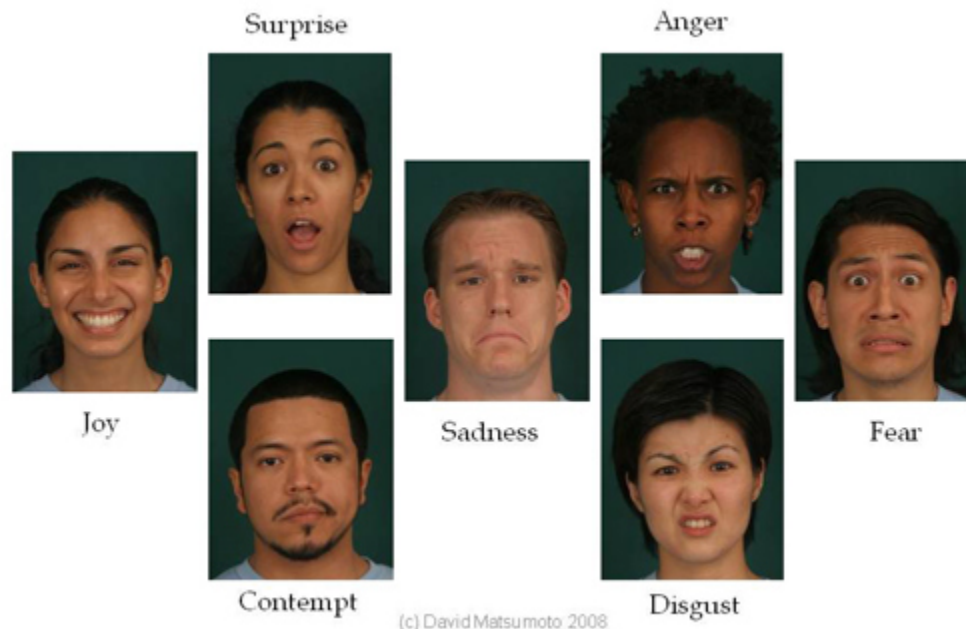 Surprise
Anger
Joy
Sadness
Fear
Contempt
Disgust
(c) David Matsumoto 2008